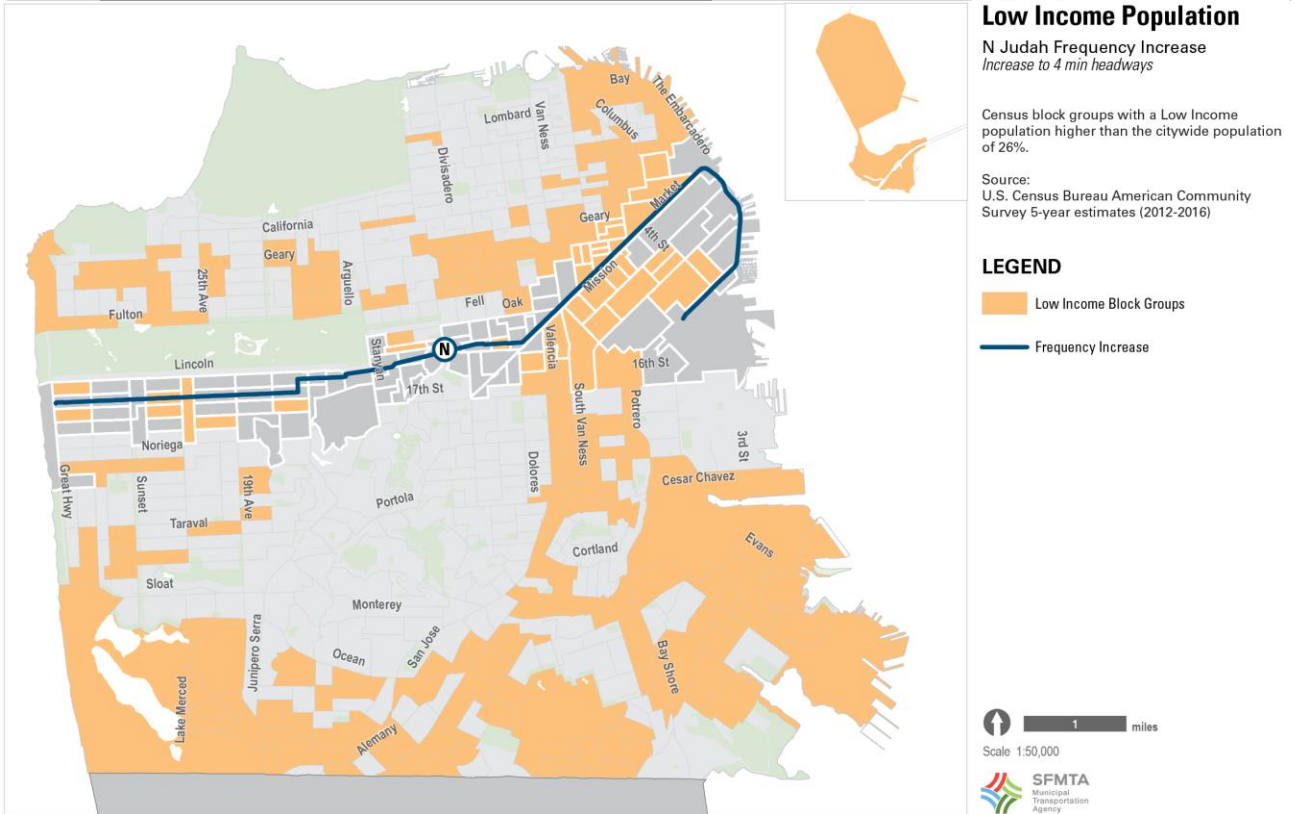 Low Income Population
N Judah Frequency Increase
Increase to 4 min headways
Census block groups with a Low Income
population higher than the citywide population
of 26%.
Source:
U.S. Census Bureau American Community
Survey 5-year estimates (2012-2016)
LEGEND
Low Income Block Groups
Frequency Increase
Bay
The Embarcadero
Columbus
Lombard
Van Ness
Divisadero
Market
Geary
4th St
California
Geary
Mission
25th Ave
Arguello
Fell
Oak
Fulton
Valencia
N
Lincoln
Stanyan
16th St
17th St
South Van Ness
Potrero
Noriega
3rd St
Great Hwy
Sunset
19th Ave
Dolores
Cesar Chavez
Portola
Taraval
Evans
Cortland
Sloat
Monterey
Junipero Serra
Ocean
San Jose
Bay Shore
Lake Merced
Alemany
1
miles
Scale 1:50,000
SFMTA
Municipal
Transportation
Agency